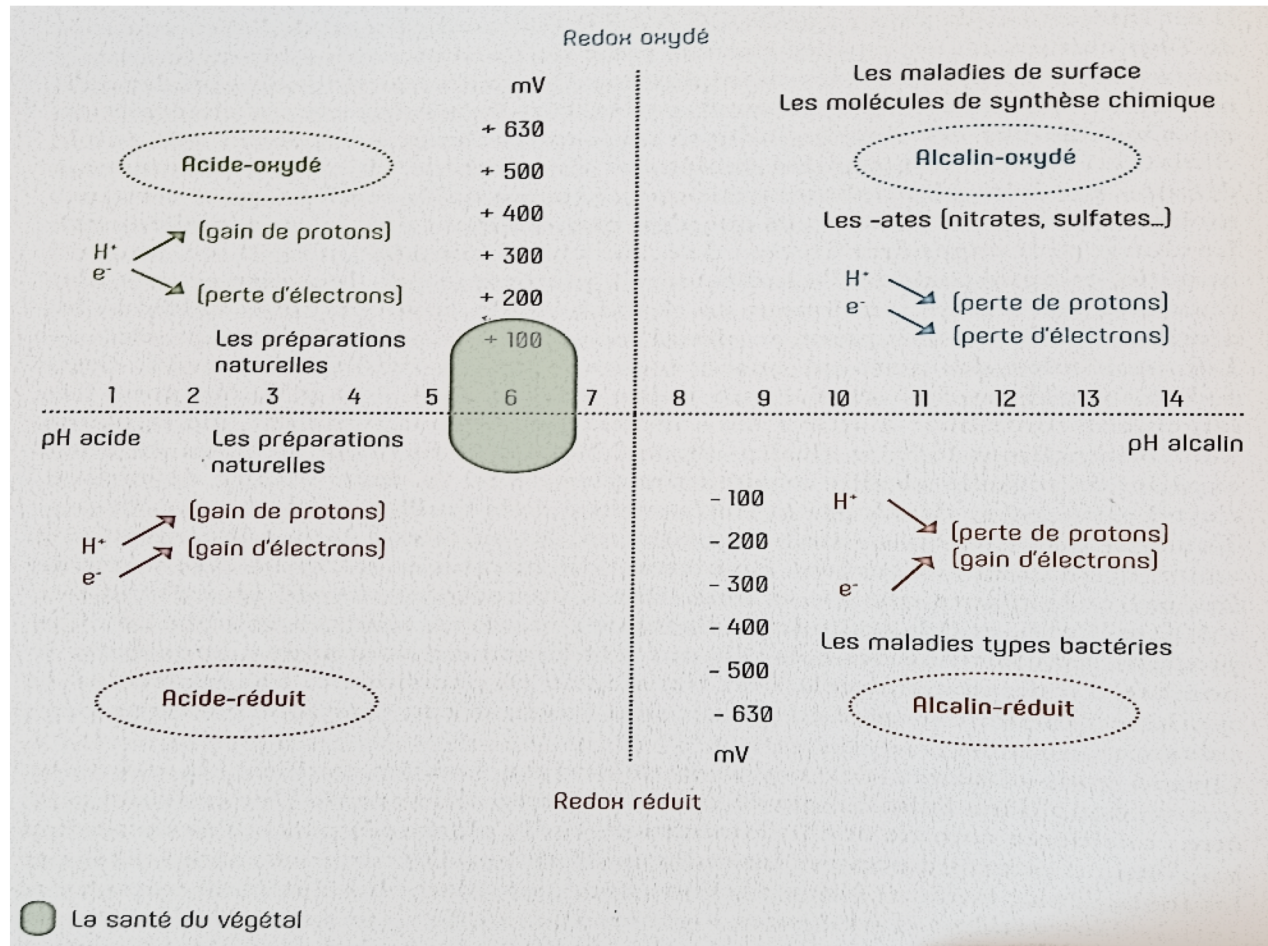 Redox oxydé
mV
+ 630
+ 500
+ 400
+ 300
+ 200
+ 100
Acide-oxydé
H⁺
e⁻
(gain de protons)
(perte d'électrons)
Les préparations
naturelles
Les maladies de surface
Les molécules de synthèse chimique
Alcalin-oxydé
Les -ates (nitrates, sulfates...)
H⁺
e⁻
(perte de protons)
(perte d'électrons)
1 2 3 4 5 6 7 8 9 10 11 12 13 14
pH acide
pH alcalin
Les préparations
naturelles
(gain de protons)
H⁺
(gain d'électrons)
e⁻
Acide-réduit
- 100
- 200
- 300
- 400
- 500
- 630
mV
H⁺
(perte de protons)
(gain d'électrons)
e⁻
Les maladies types bactéries
Alcalin-réduit
Redox réduit
La santé du végétal